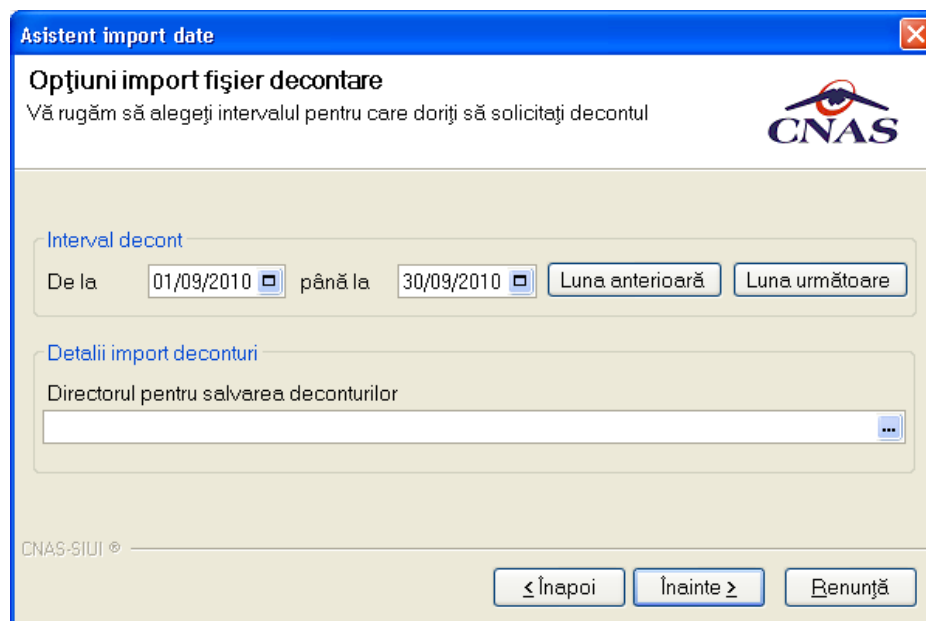 Asistent import date
Opţiuni import fişier decontare
Vă rugăm să alegeţi intervalul pentru care doriţi să solicitaţi decontul
CNAS
Interval decont
De la 01/09/2010 până la 30/09/2010 Luna anterioară Luna următoare
Detalii import deconturi
Directorul pentru salvarea deconturilor
...
CNAS-SIUI ®
< Înapoi Înainte > Renunţă